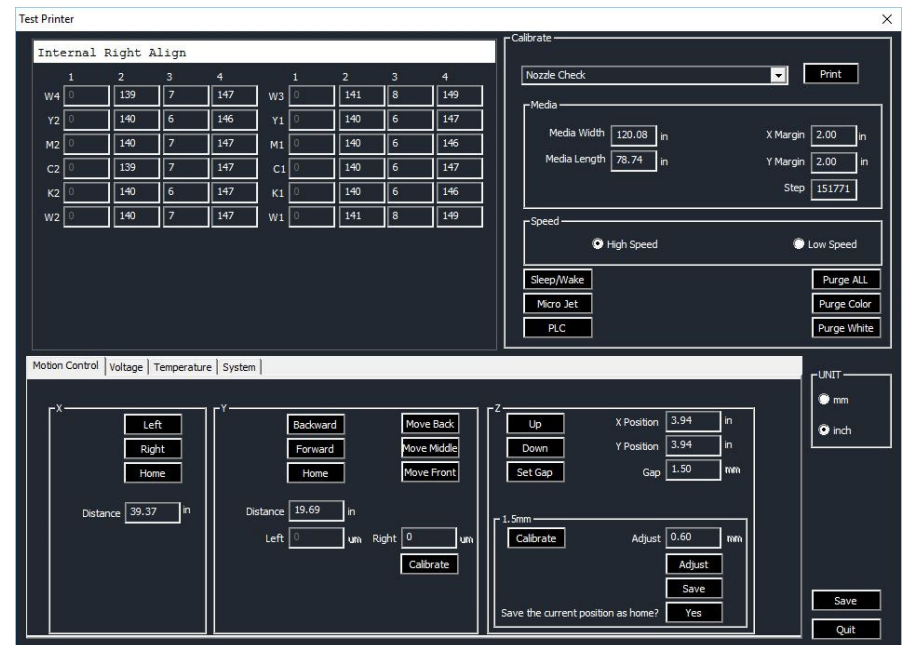 Test Printer
Internal Right Align
1 2 3 4 1 2 3 4
W4 0 139 7 147 W3 0 141 8 149
Y2 0 140 6 146 Y1 0 140 6 147
M2 0 140 7 147 M1 0 140 6 146
C2 0 139 7 147 C1 0 140 6 147
K2 0 140 6 147 K1 0 140 6 146
W2 0 140 7 147 W1 0 141 8 149
Calibrate
Nozzle Check Print
Media
Media Width 120.08 in X Margin 2.00 in
Media Length 78.74 in Y Margin 2.00 in
Step 151771
Speed
High Speed Low Speed
Sleep/Wake Purge ALL
Micro Jet Purge Color
PLC Purge White
Motion Control Voltage Temperature System
X
Left
Right
Home
Distance 39.37 in
Y
Backward Move Back
Forward Move Middle
Home Move Front
Distance 19.69 in
Left 0 um Right 0 um
Calibrate
Z
Up X Position 3.94 in
Down Y Position 3.94 in
Set Gap Gap 1.50 mm
1.5mm
Calibrate Adjust 0.60 mm
Adjust
Save
Save the current position as home? Yes
UNIT
mm
inch
Save
Quit